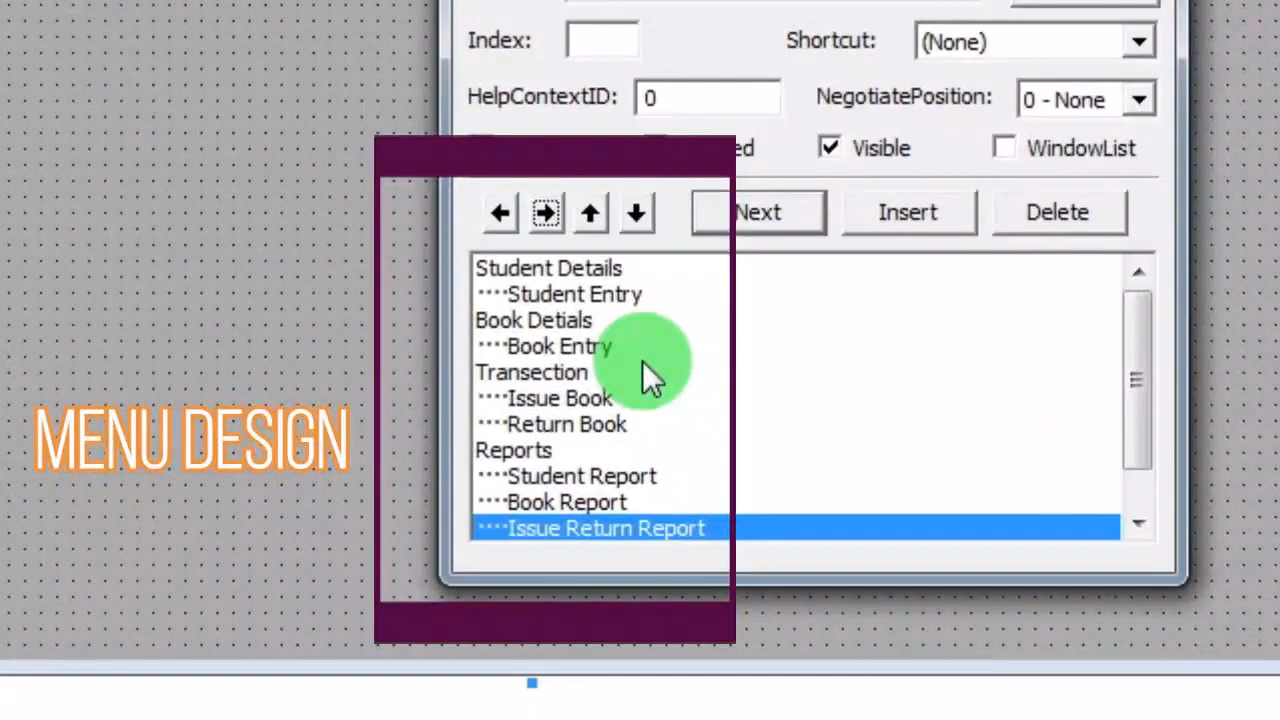 Index:
Shortcut:
(None)
HelpContextID:
0
NegotiatePosition:
0 - None
Visible
WindowList
Next
Insert
Delete
Student Details
····Student Entry
Book Detials
····Book Entry
Transection
····Issue Book
····Return Book
Reports
····Student Report
····Book Report
····Issue Return Report
MENU DESIGN